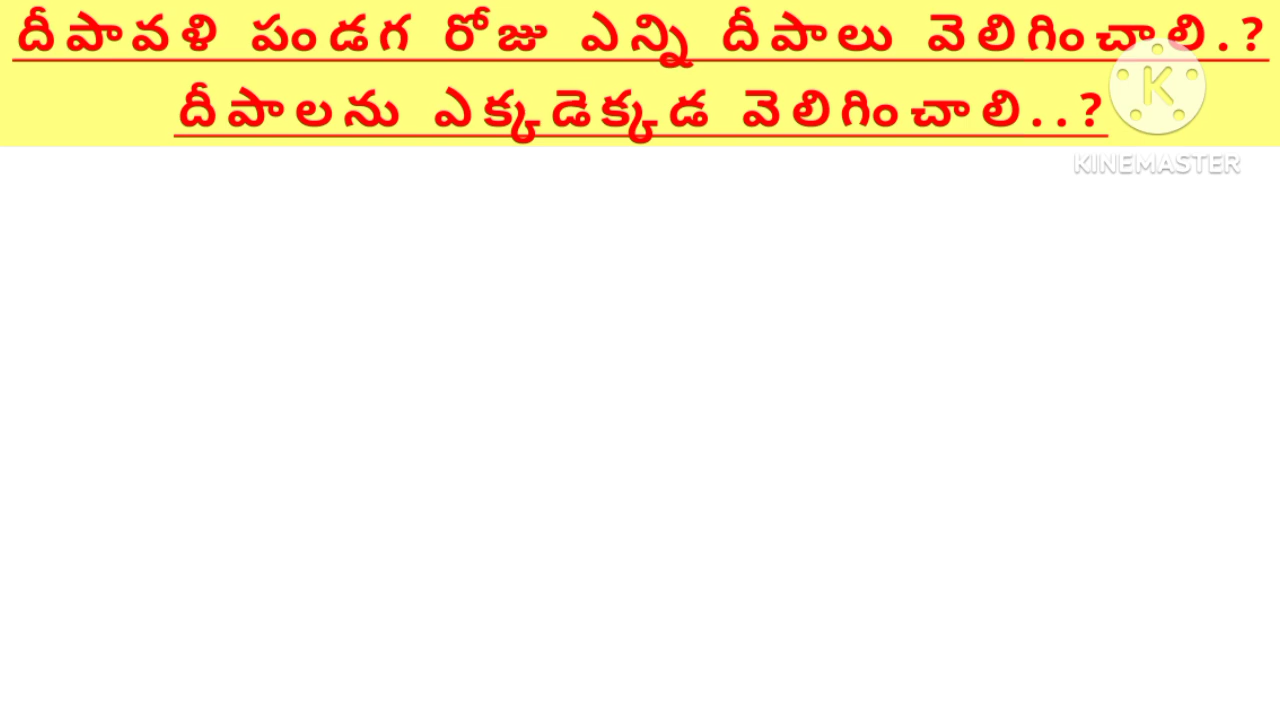 దీపావళి పండగ రోజు ఎన్ని దీపాలు వెలిగించాలి.?
దీపాలను ఎక్కడెక్కడ వెలిగించాలి..?
K
KINEMASTER